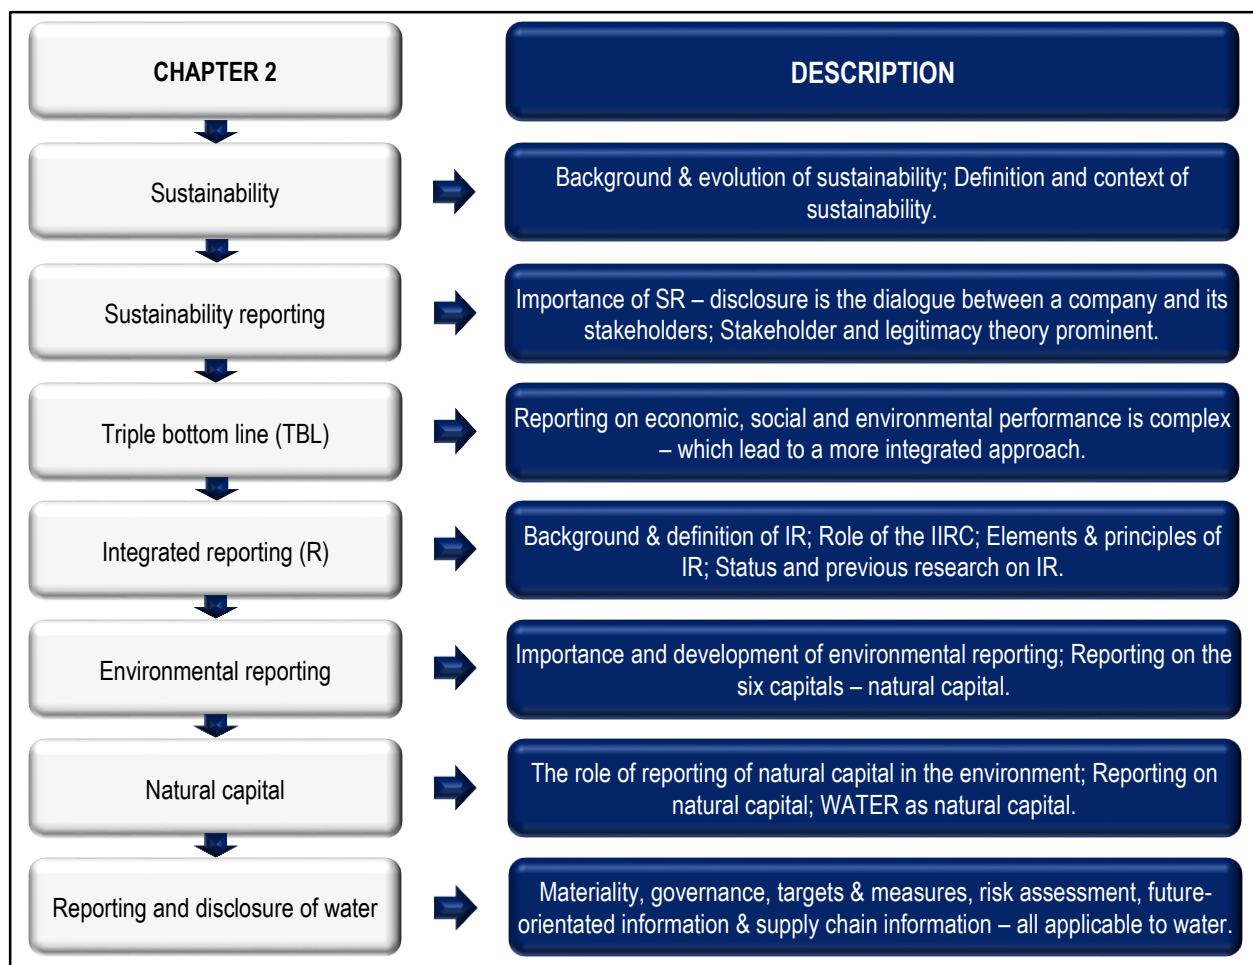 CHAPTER 2
DESCRIPTION
Sustainability
Background & evolution of sustainability; Definition and context of
sustainability.
Sustainability reporting
Importance of SR – disclosure is the dialogue between a company and its
stakeholders; Stakeholder and legitimacy theory prominent.
Triple bottom line (TBL)
Reporting on economic, social and environmental performance is complex
– which lead to a more integrated approach.
Integrated reporting (R)
Background & definition of IR; Role of the IIRC; Elements & principles of
IR; Status and previous research on IR.
Environmental reporting
Importance and development of environmental reporting; Reporting on the
six capitals – natural capital.
Natural capital
The role of reporting of natural capital in the environment; Reporting on
natural capital; WATER as natural capital.
Reporting and disclosure of water
Materiality, governance, targets & measures, risk assessment, future-
orientated information & supply chain information – all applicable to water.